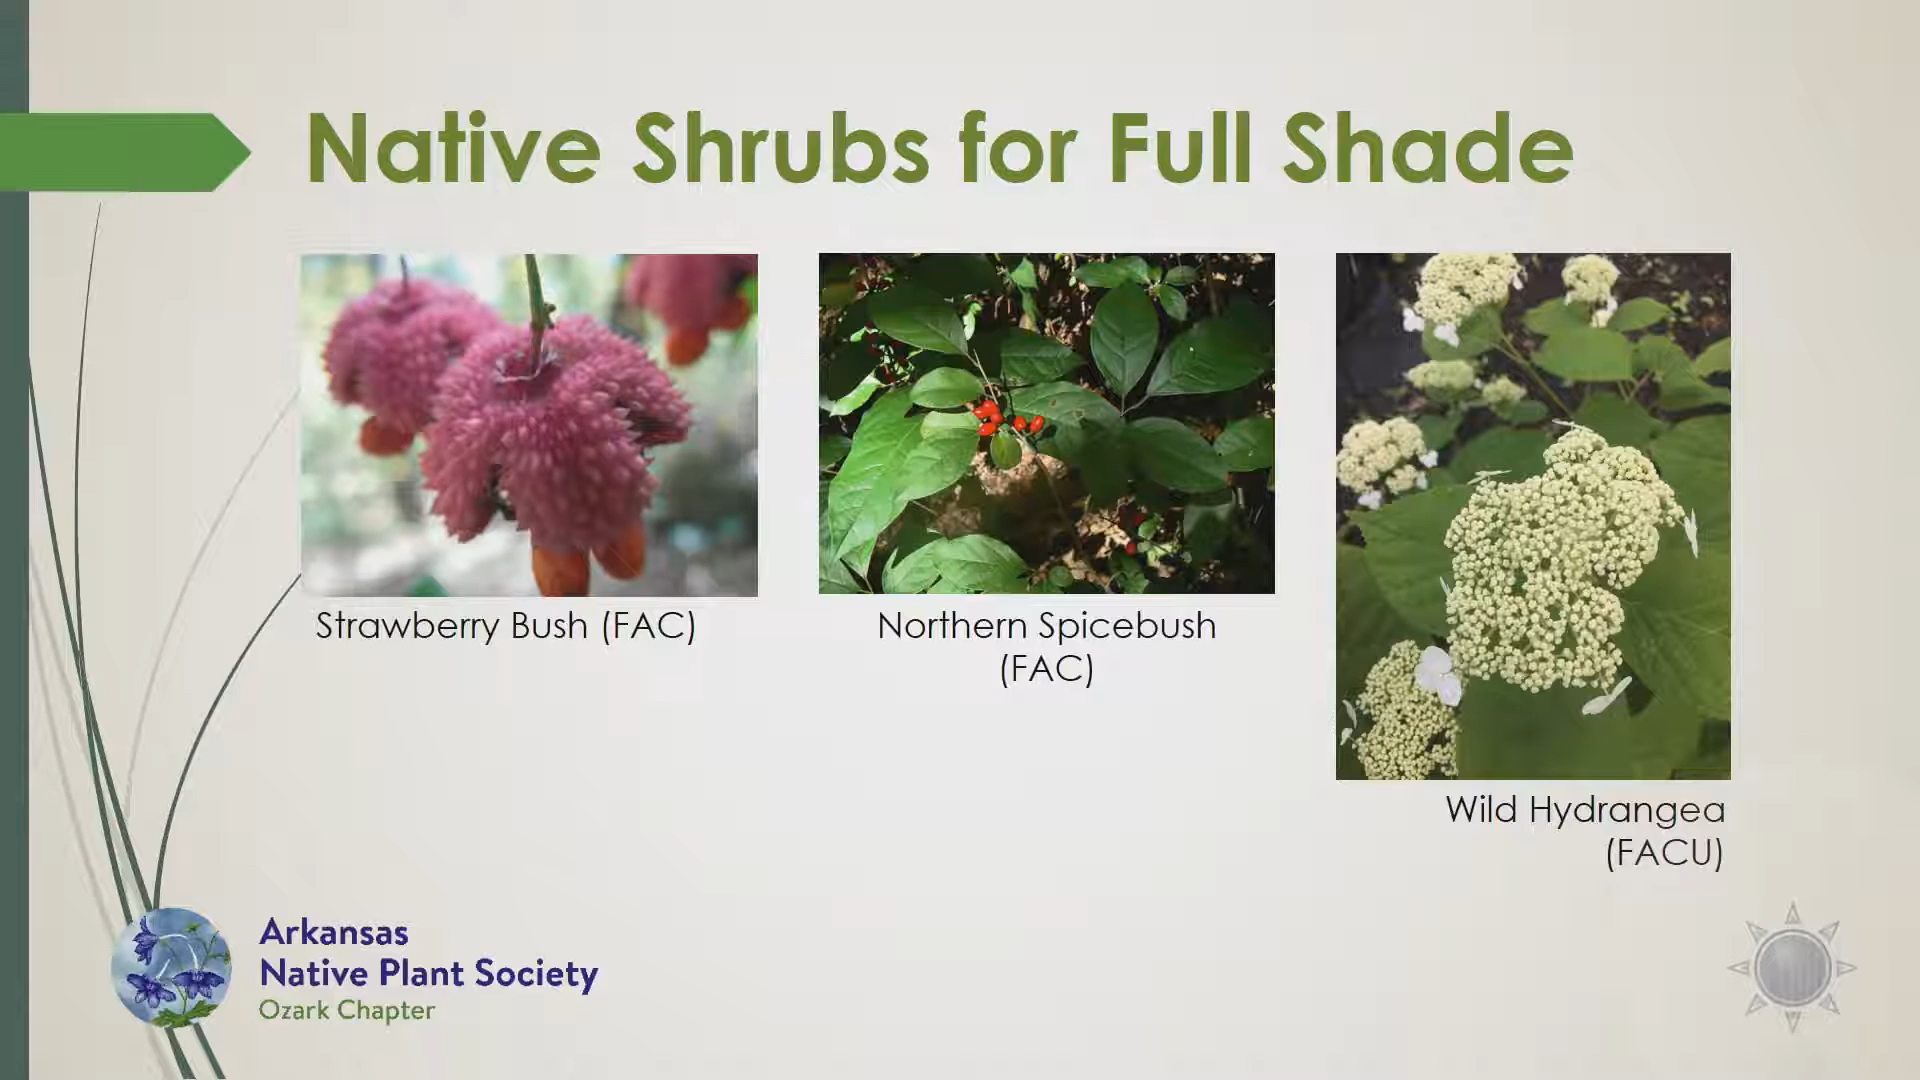 Native Shrubs for Full Shade
Strawberry Bush (FAC)
Northern Spicebush
(FAC)
Wild Hydrangea
(FACU)
Arkansas
Native Plant Society
Ozark Chapter